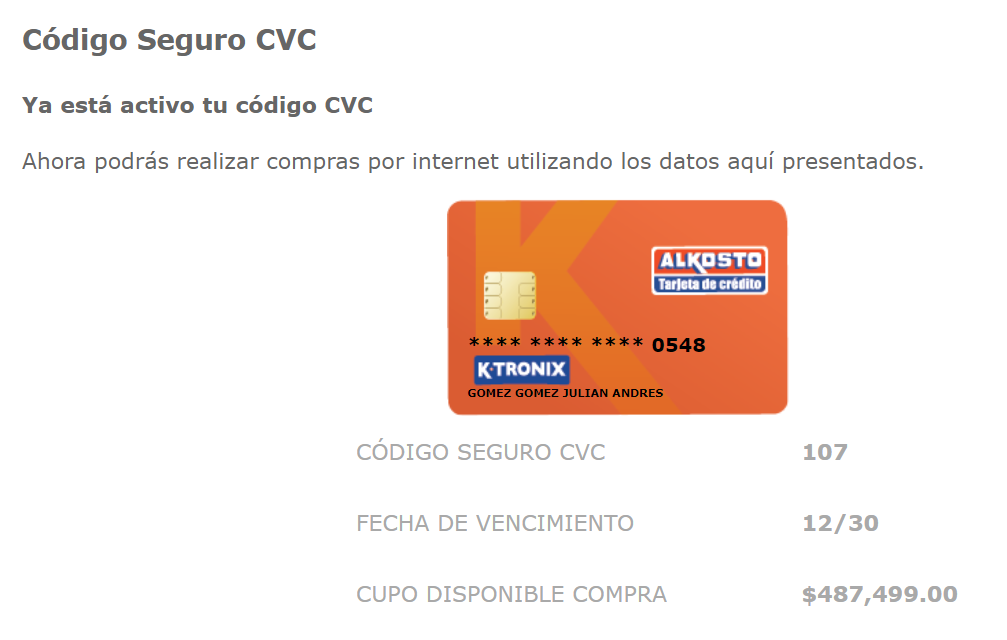 Código Seguro CVC
Ya está activo tu código CVC
Ahora podrás realizar compras por internet utilizando los datos aquí presentados.
ALKOSTO
Tarjeta de crédito
**** **** **** 0548
K-TRONIX
GOMEZ GOMEZ JULIAN ANDRES
CÓDIGO SEGURO CVC 107
FECHA DE VENCIMIENTO 12/30
CUPO DISPONIBLE COMPRA $487,499.00